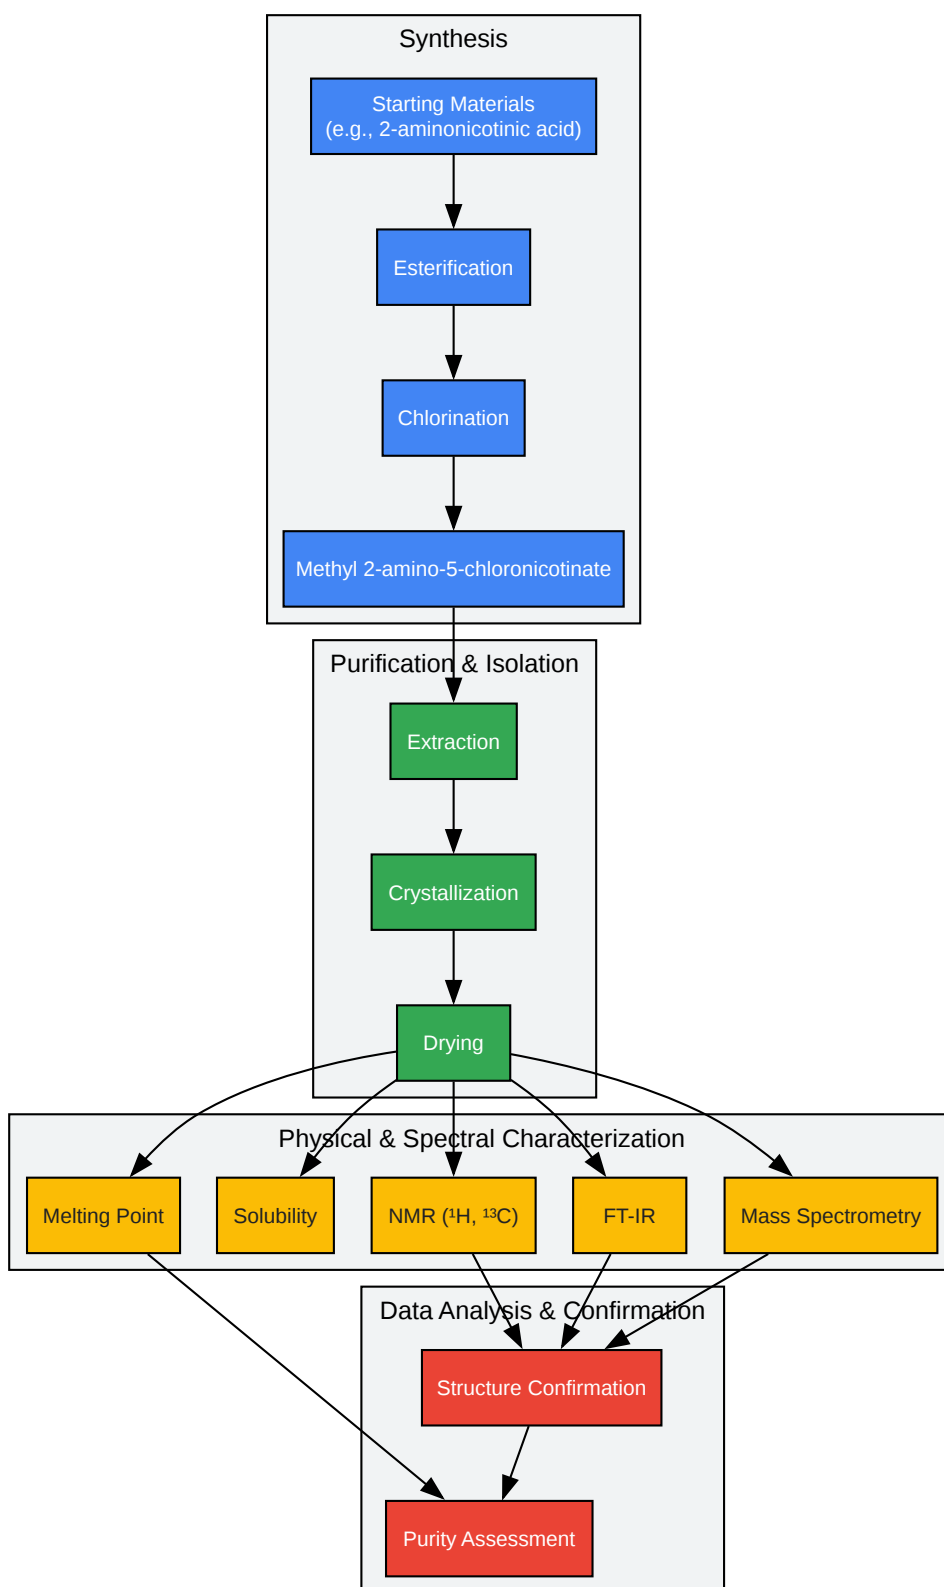 Synthesis
Starting Materials
(e.g., 2-aminonicotinic acid)
Esterification
Chlorination
Methyl 2-amino-5-chloronicotinate
Purification & Isolation
Extraction
Crystallization
Drying
Physical & Spectral Characterization
Melting Point
Solubility
NMR (¹H, ¹³C)
FT-IR
Mass Spectrometry
Data Analysis & Confirmation
Structure Confirmation
Purity Assessment